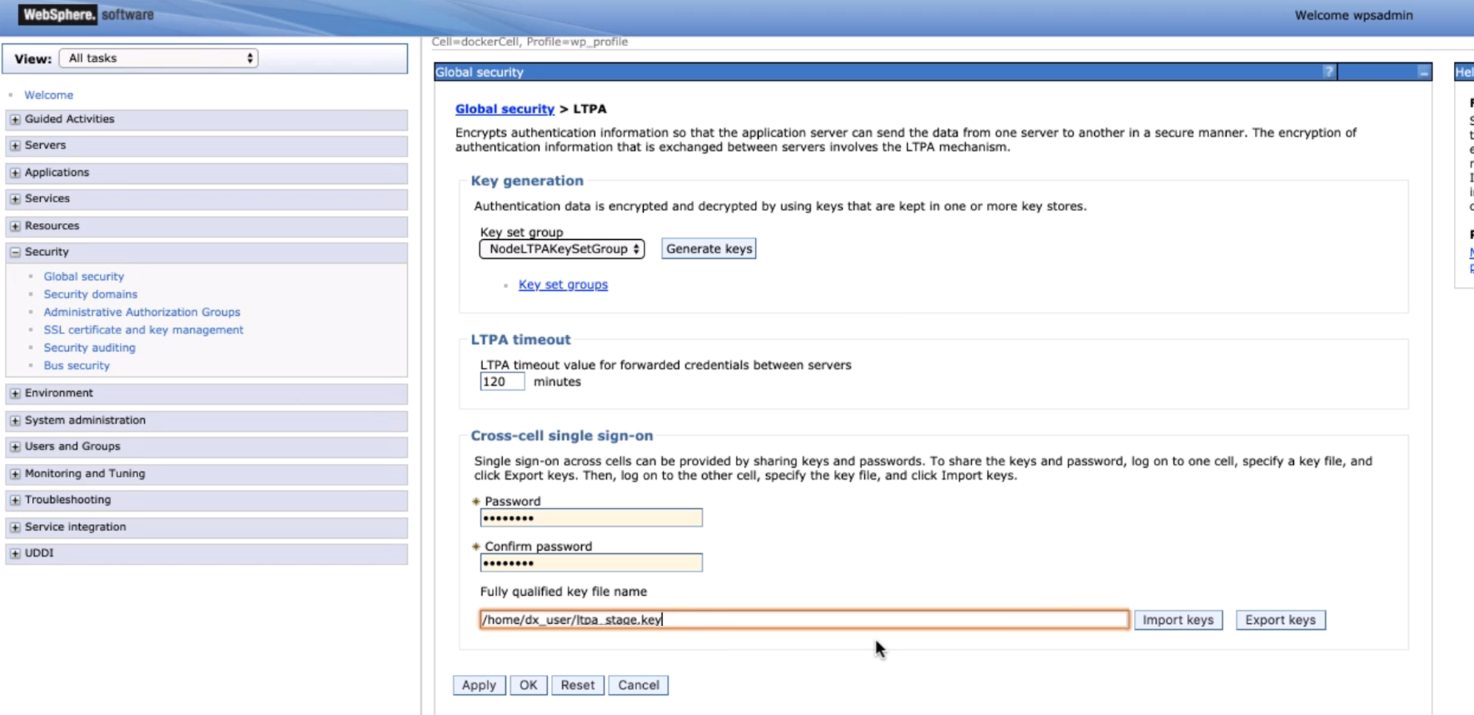 WebSphere. software
Welcome wpsadmin
View: All tasks
Welcome
Guided Activities
Servers
Applications
Services
Resources
Security
Global security
Security domains
Administrative Authorization Groups
SSL certificate and key management
Security auditing
Bus security
Environment
System administration
Users and Groups
Monitoring and Tuning
Troubleshooting
Service integration
UDDI
Cell=dockerCell, Profile=wp_profile
Global security ?
Global security > LTPA
Encrypts authentication information so that the application server can send the data from one server to another in a secure manner. The encryption of
authentication information that is exchanged between servers involves the LTPA mechanism.
Key generation
Authentication data is encrypted and decrypted by using keys that are kept in one or more key stores.
Key set group
NodeLTPAKeySetGroup Generate keys
Key set groups
LTPA timeout
LTPA timeout value for forwarded credentials between servers
120 minutes
Cross-cell single sign-on
Single sign-on across cells can be provided by sharing keys and passwords. To share the keys and password, log on to one cell, specify a key file, and
click Export keys. Then, log on to the other cell, specify the key file, and click Import keys.
Password
••••••••
Confirm password
••••••••
Fully qualified key file name
/home/dx_user/ltpa_stage.key Import keys Export keys
Apply OK Reset Cancel